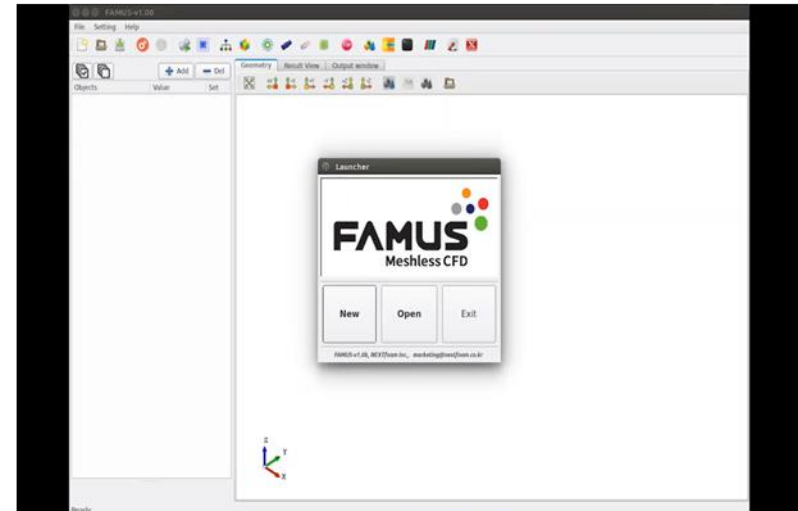 FAMUS-v1.00
File Setting Help
Add Del
Geometry Result View Output window
Objects Value Set
Launcher
FAMUS
Meshless CFD
New Open Exit
FAMUS-v1.00, NEXTfoam Inc., marketing@nextfoam.co.kr
Z
Y
X
Ready